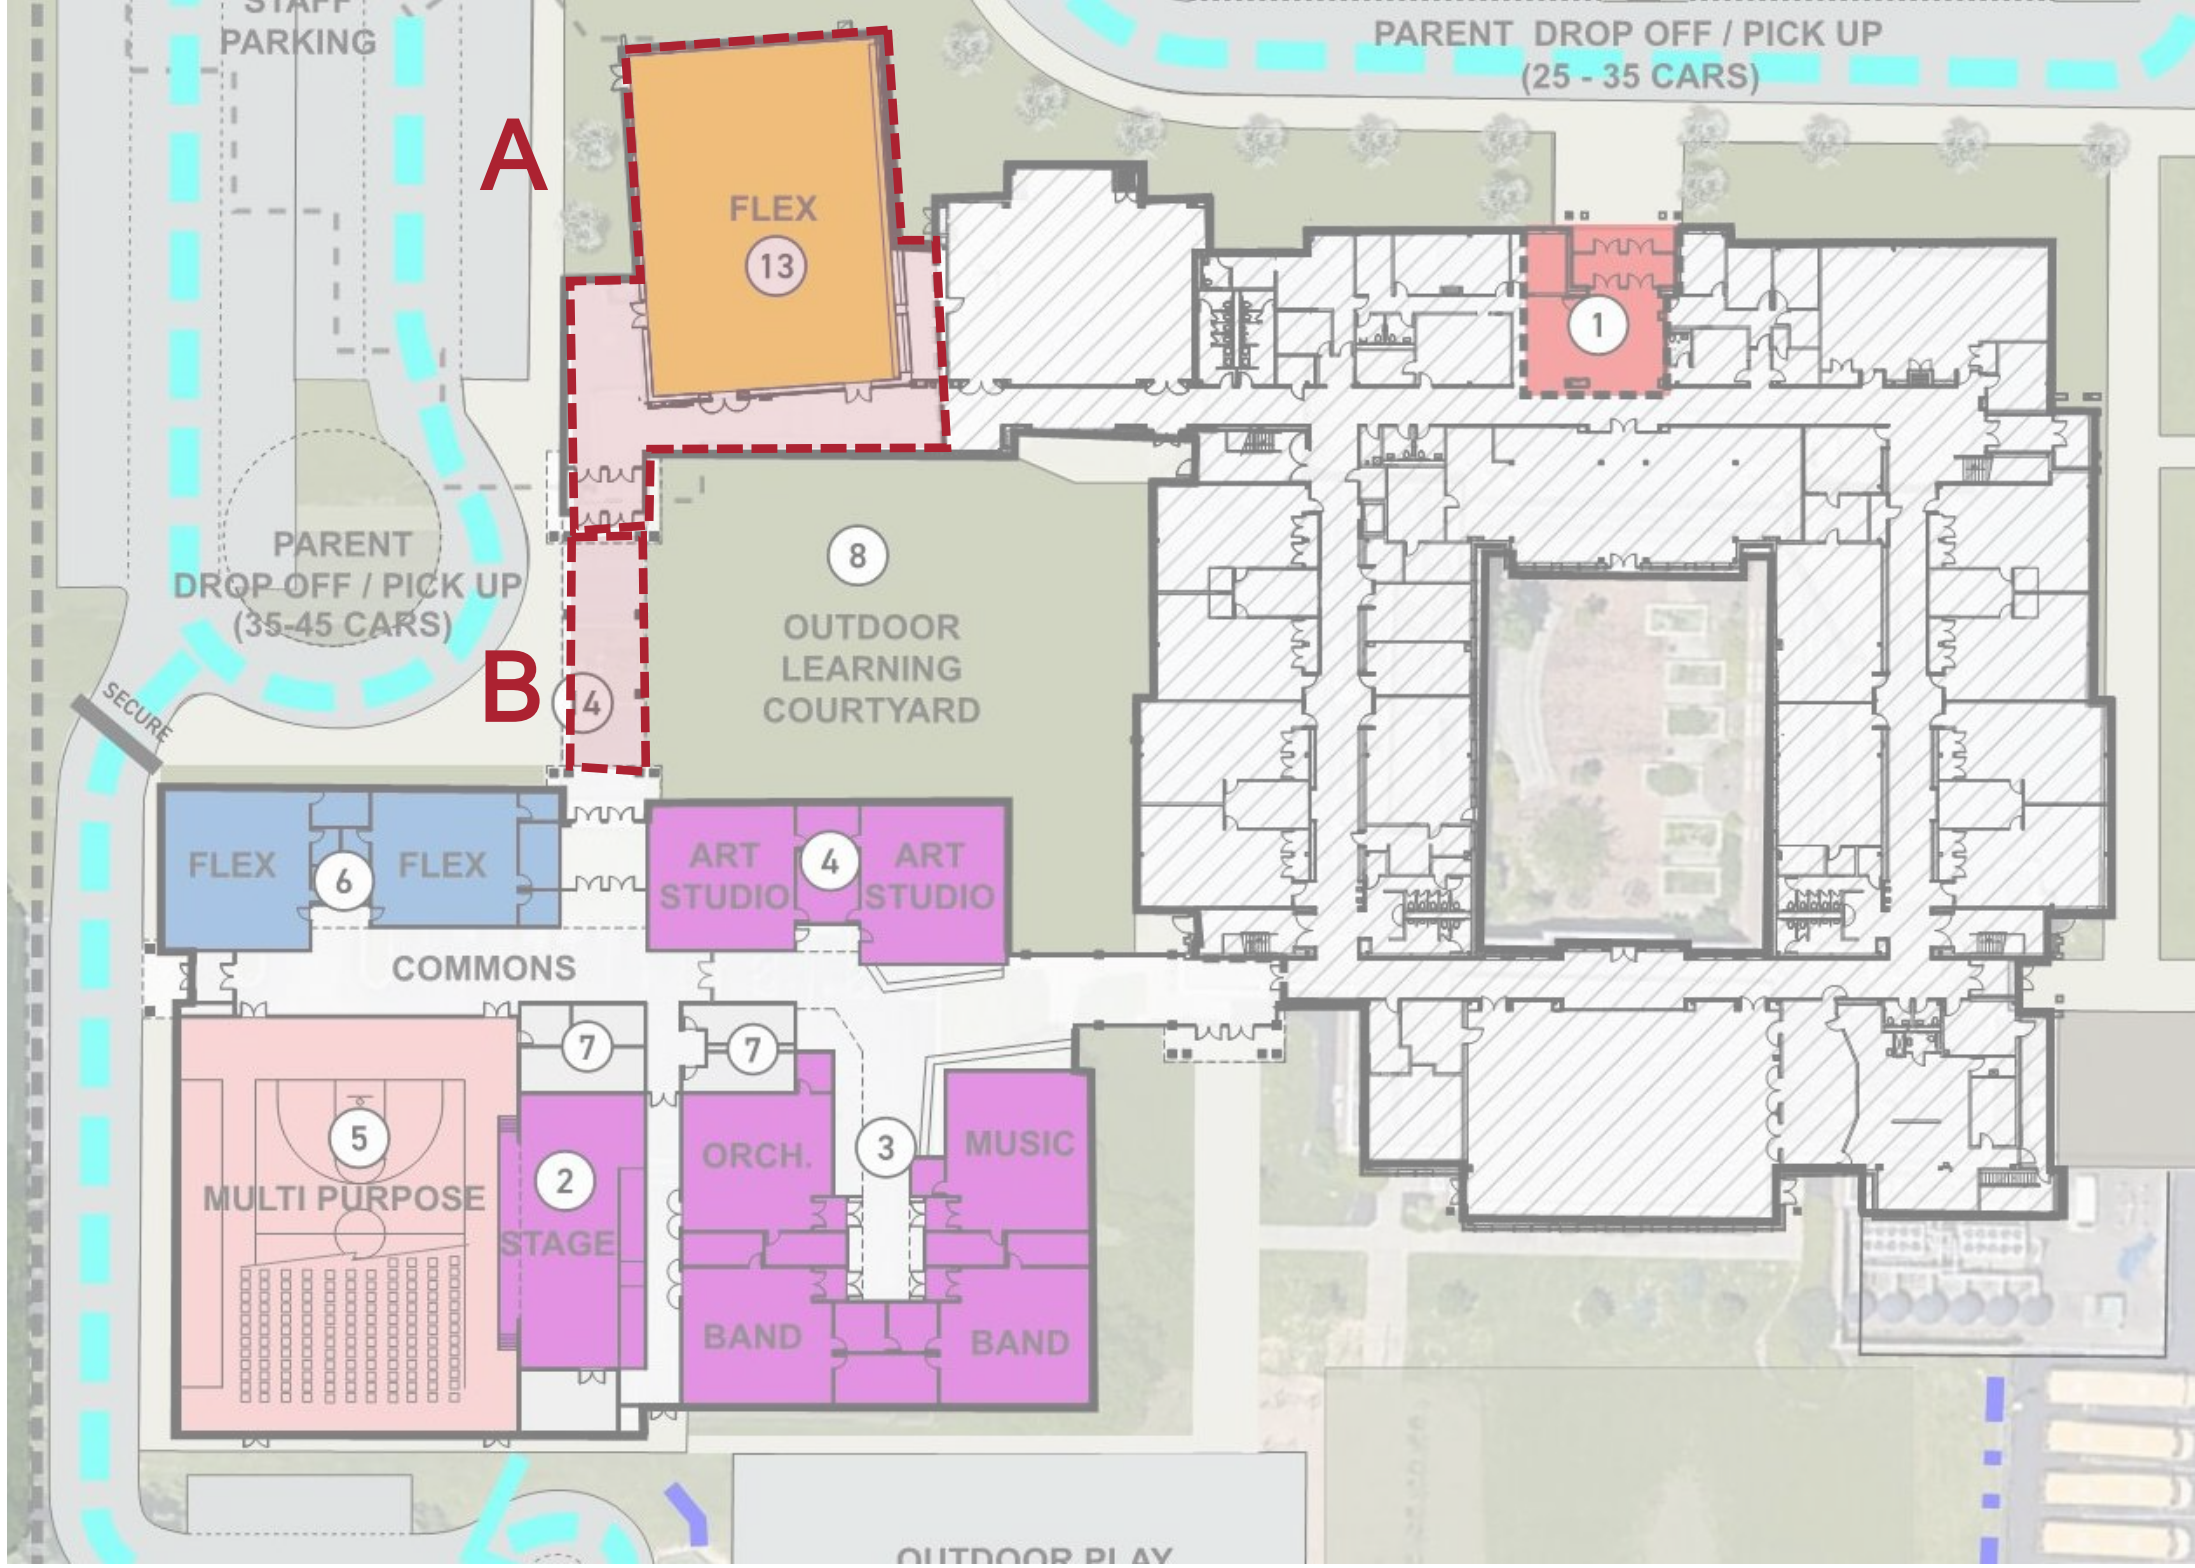 STAFF
PARKING
PARENT DROP OFF / PICK UP
(25 - 35 CARS)
A
FLEX
13
1
8
OUTDOOR
LEARNING
COURTYARD
PARENT
DROP OFF / PICK UP
(35-45 CARS)
B
14
SECURE
FLEX
6
FLEX
ART
STUDIO
4
ART
STUDIO
COMMONS
7
7
5
MULTI PURPOSE
2
STAGE
ORCH.
3
MUSIC
BAND
BAND
OUTDOOR PLAY